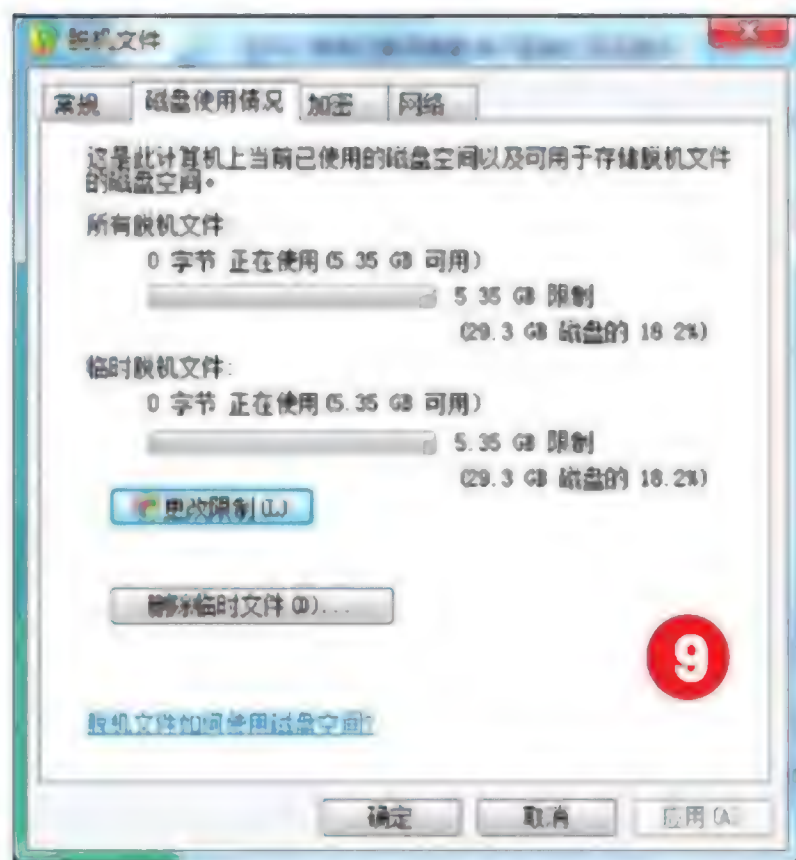 脱机文件
常规 磁盘使用情况 加密 网络
这是此计算机上当前已使用的磁盘空间以及可用于存储脱机文件
的磁盘空间。
所有脱机文件
0 字节 正在使用(5.35 GB 可用)
5.35 GB 限制
(29.3 GB 磁盘的 18.2%)
临时脱机文件:
0 字节 正在使用(5.35 GB 可用)
5.35 GB 限制
(29.3 GB 磁盘的 18.2%)
更改限制(L)
删除临时文件(D)...
9
脱机文件如何使用磁盘空间?
确定 取消 应用(A)